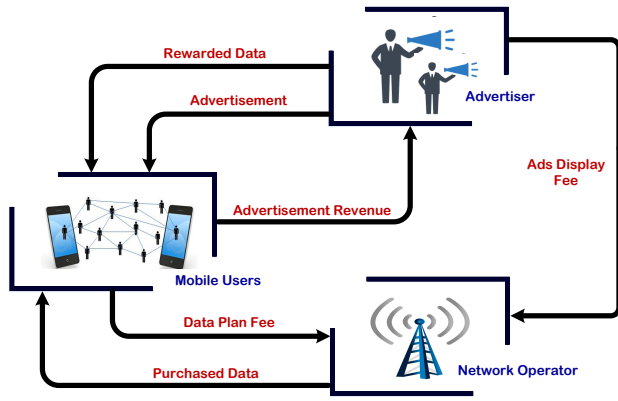 Rewarded Data
Advertisement
Advertiser
Ads Display
Fee
Advertisement Revenue
Mobile Users
Data Plan Fee
Purchased Data
Network Operator